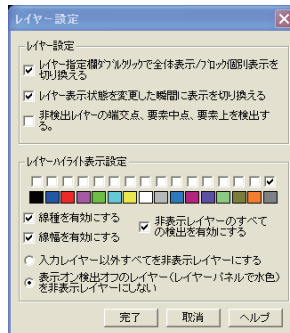 レイヤー設定
レイヤー設定
レイヤー指定欄ダブルクリックで全体表示/ブロック個別表示を
切り換える
レイヤー表示状態を変更した瞬間に表示を切り換える
非検出レイヤーの端交点、要素中点、要素上を検出す
る。
レイヤーハイライト表示設定
線種を有効にする
非表示レイヤーのすべて
の検出を有効にする
線幅を有効にする
入力レイヤー以外すべてを非表示レイヤーにする
表示オン検出オフのレイヤー(レイヤーパネルで水色)
を非表示レイヤーにしない
完了
取消
ヘルプ